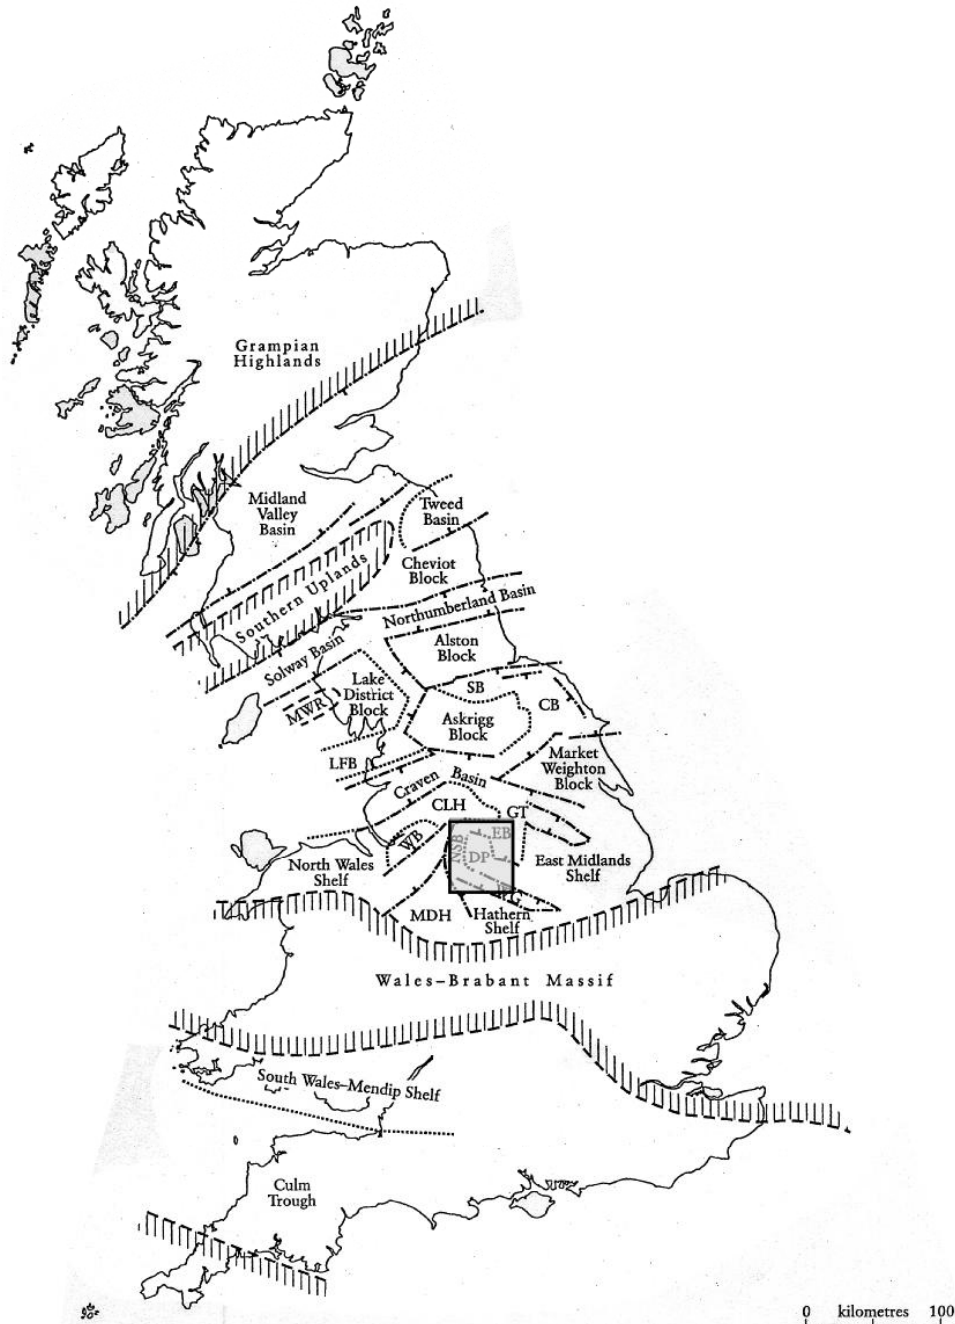 Grampian
Highlands
Midland
Valley
Basin
Tweed
Basin
Cheviot
Block
Southern Uplands
Northumberland Basin
Solway Basin
Alston
Block
Lake
District
Block
MWR
SB
CB
Askrigg
Block
LFB
Market
Weighton
Block
Craven Basin
CLH
GT
WB
NSB
EB
DP
North Wales
Shelf
East Midlands
Shelf
MDH
Hathern
Shelf
Wales–Brabant Massif
South Wales–Mendip Shelf
Culm
Trough
0 kilometres 100